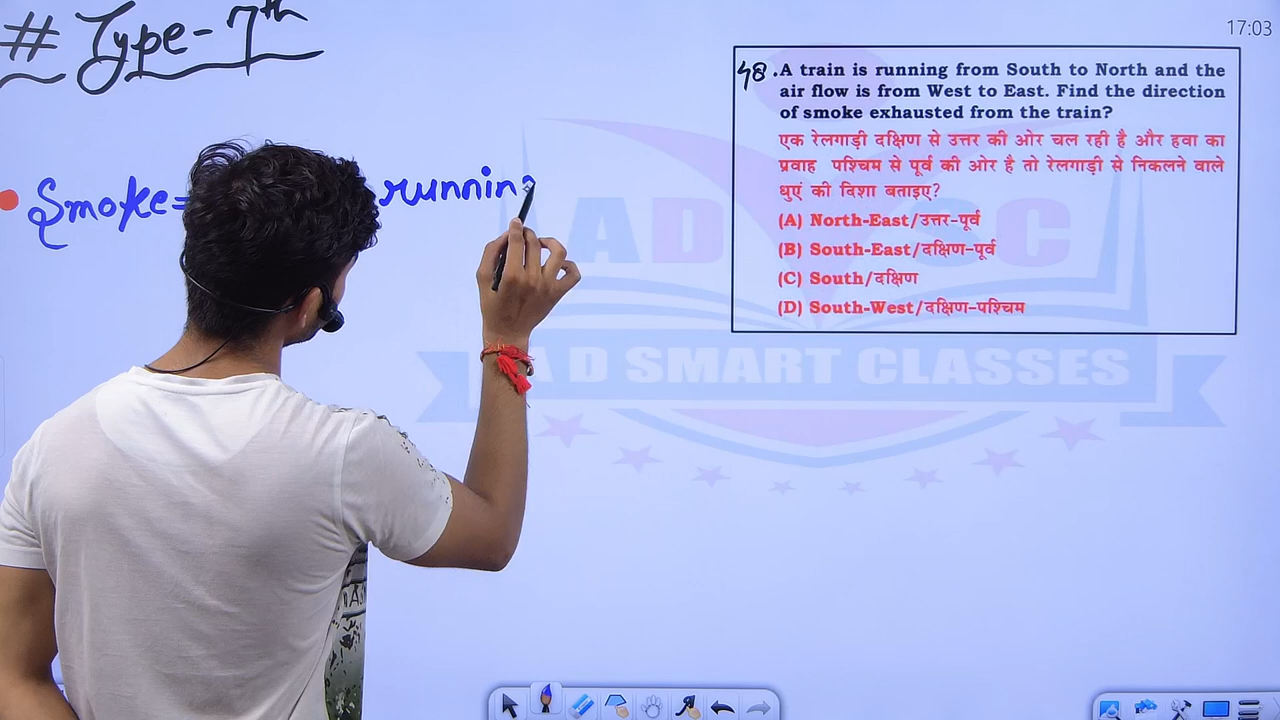 17:03
# Type-7th
48.A train is running from South to North and the
air flow is from West to East. Find the direction
of smoke exhausted from the train?
एक रेलगाड़ी दक्षिण से उत्तर की ओर चल रही है और हवा का
प्रवाह पश्चिम से पूर्व की ओर है तो रेलगाड़ी से निकलने वाले
धुएं की दिशा बताइए?
(A) North-East/उत्तर-पूर्व
(B) South-East/दक्षिण-पूर्व
(C) South/दक्षिण
(D) South-West/दक्षिण-पश्चिम
Smoke= runnin
A D SMART CLASSES